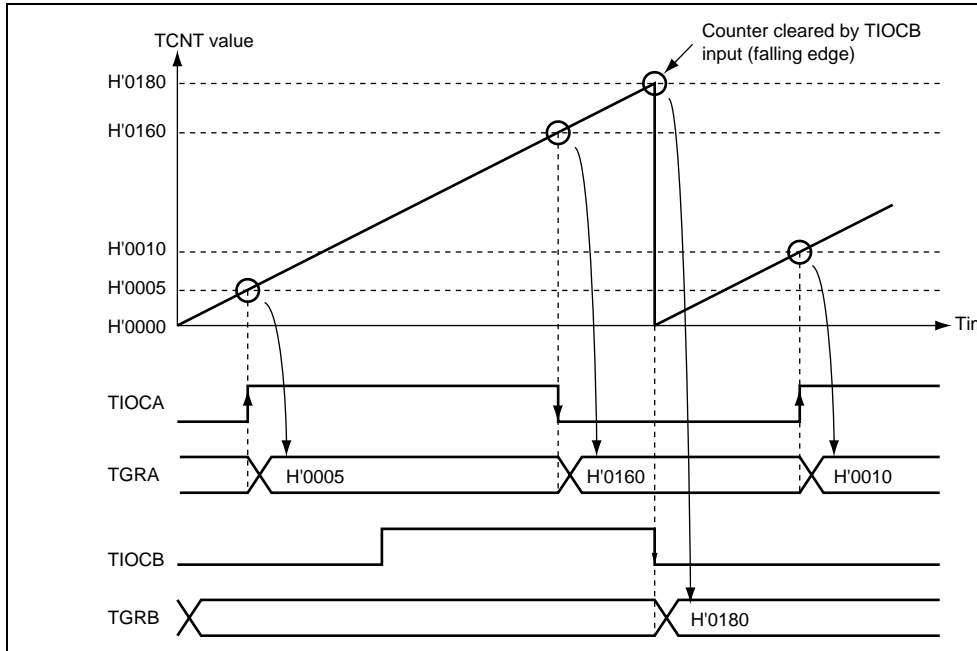 TCNT value
Counter cleared by TIOCB
input (falling edge)
H'0180
H'0160
H'0010
H'0005
H'0000
Tim
TIOCA
TGRA
H'0005
H'0160
H'0010
TIOCB
TGRB
H'0180